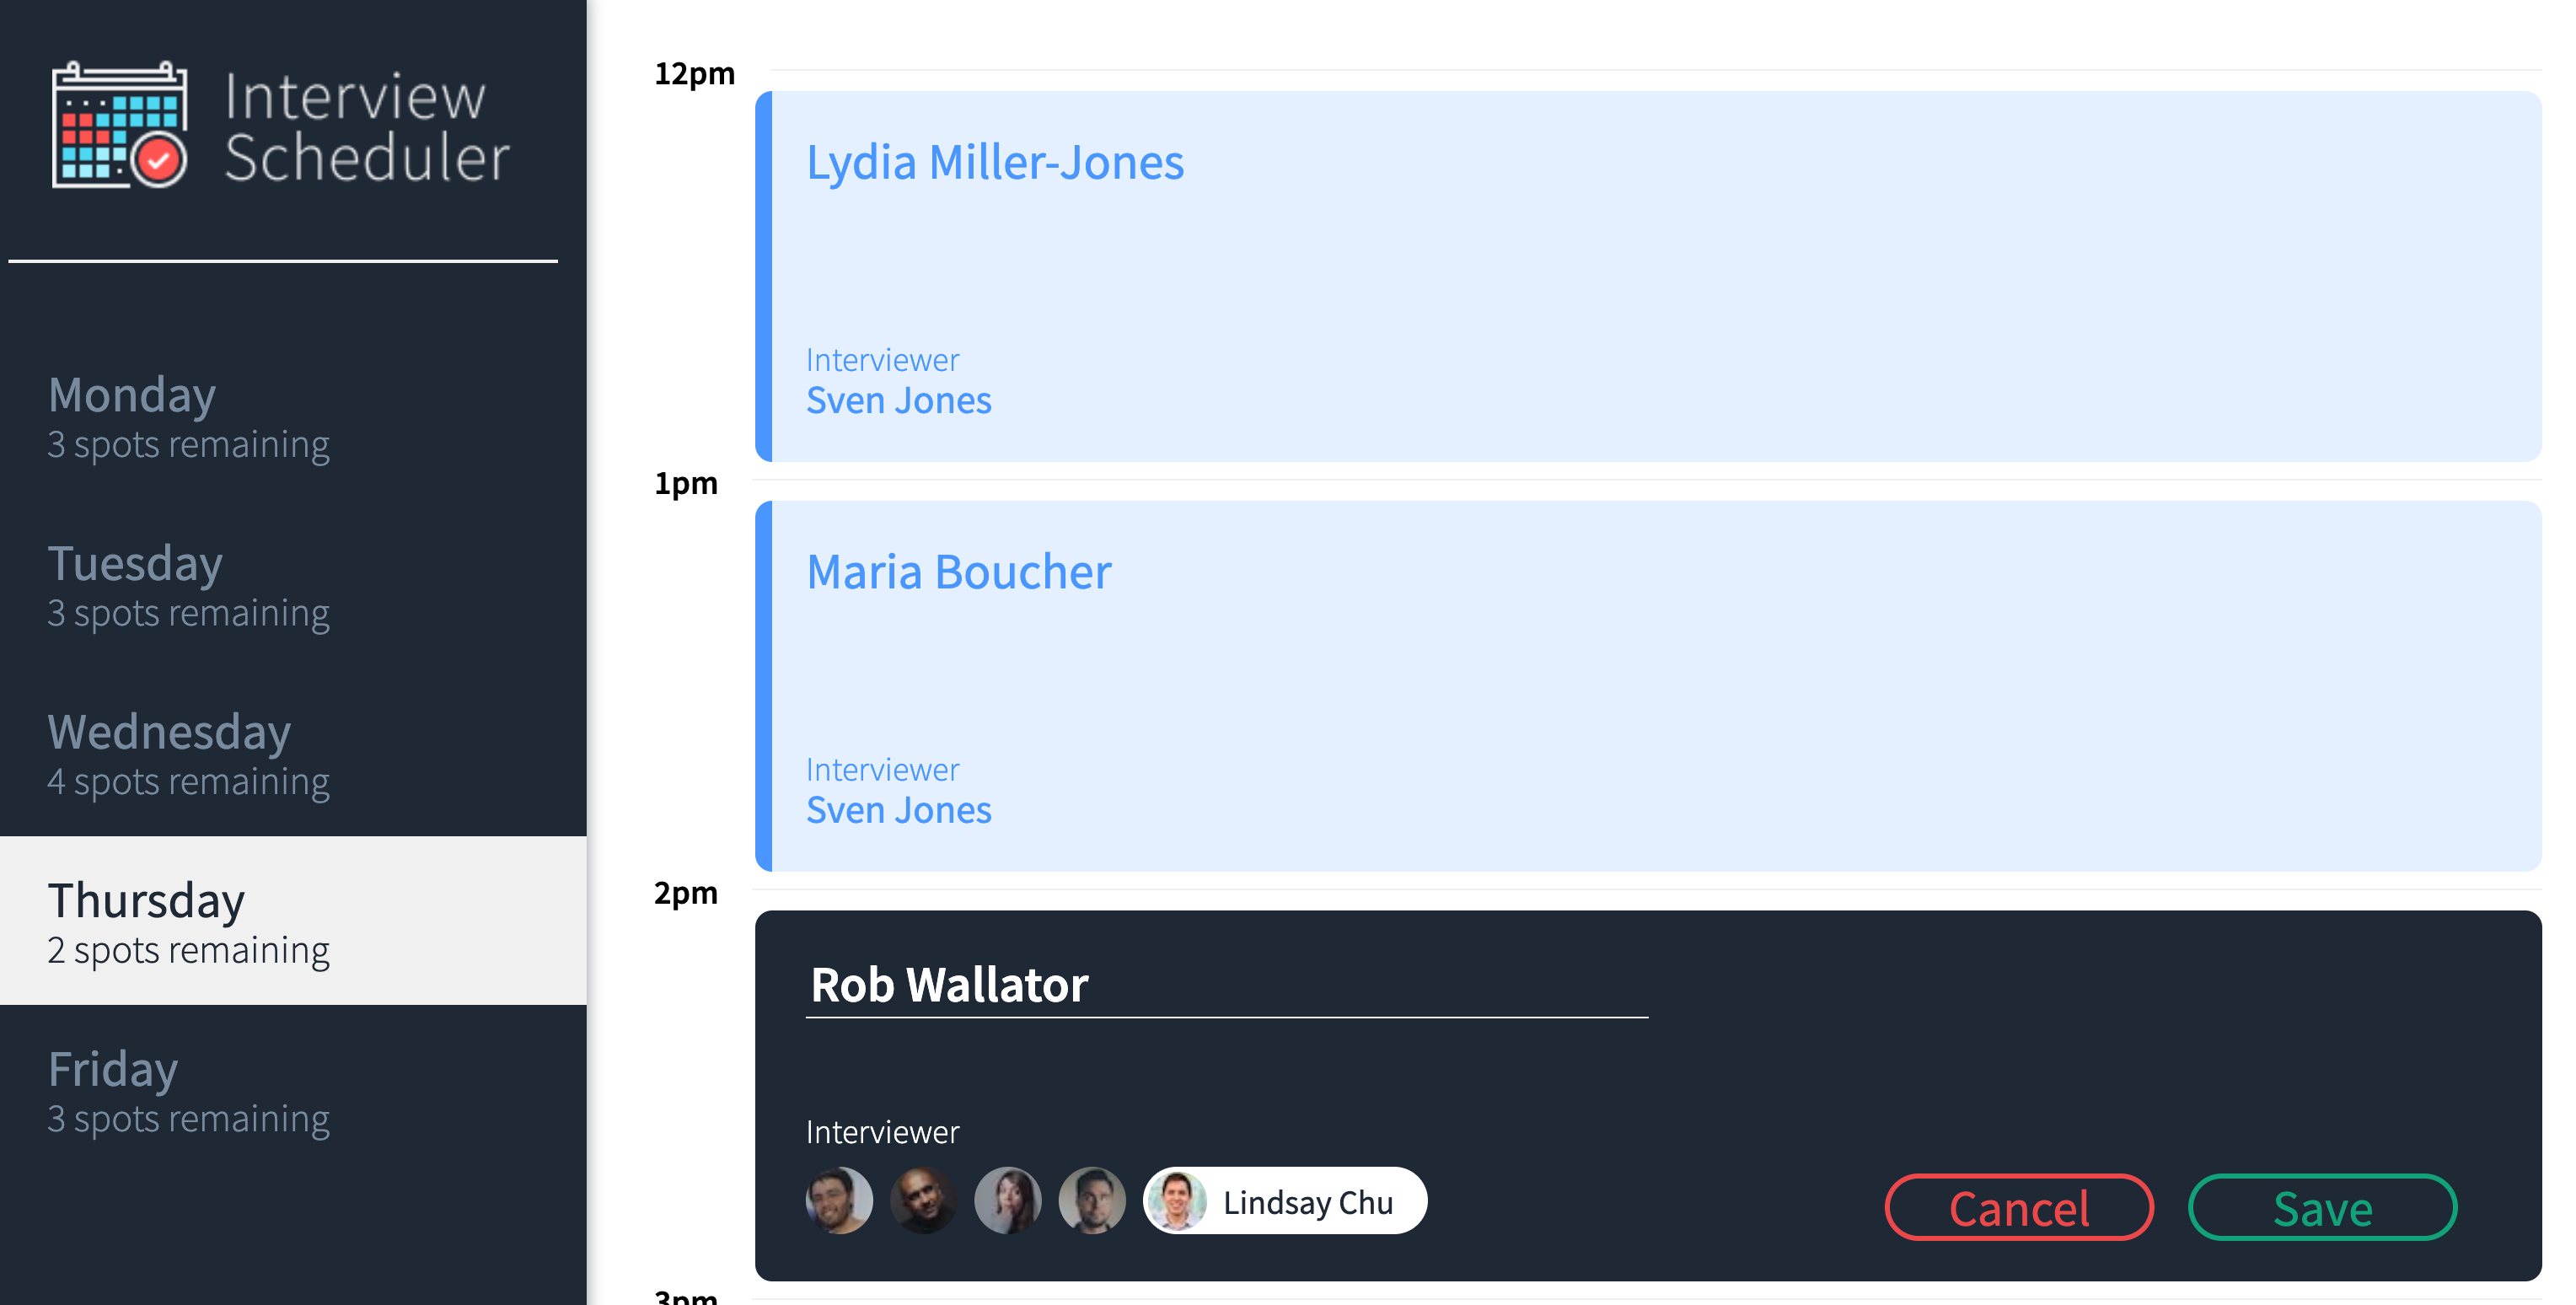 Interview
Scheduler
Monday
3 spots remaining
Tuesday
3 spots remaining
Wednesday
4 spots remaining
Thursday
2 spots remaining
Friday
3 spots remaining
12pm
Lydia Miller-Jones
Interviewer
Sven Jones
1pm
Maria Boucher
Interviewer
Sven Jones
2pm
Rob Wallator
Interviewer
Lindsay Chu
Cancel
Save
3pm